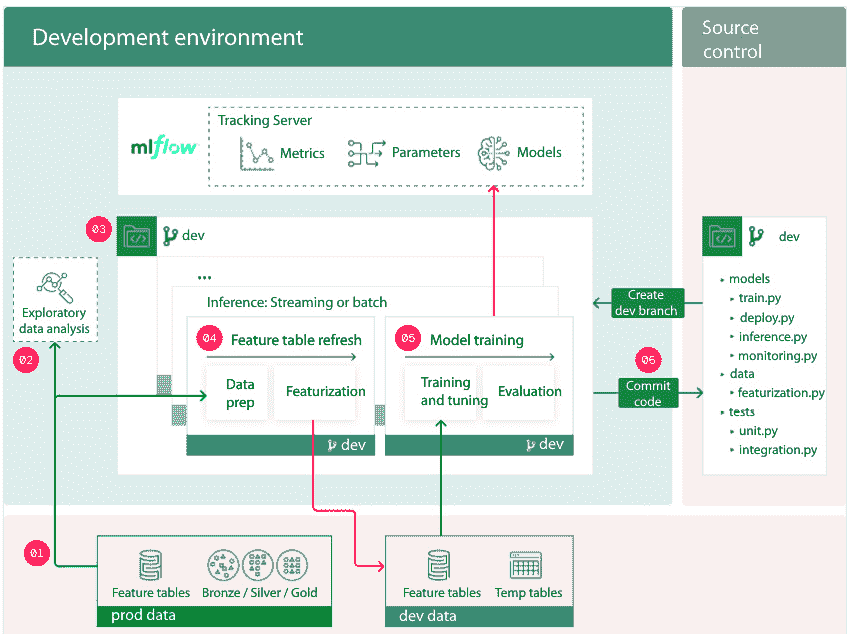 Development environment
Source
control
mlflow
Tracking Server
Metrics
Parameters
Models
03
dev
dev
...
Inference: Streaming or batch
Exploratory
data analysis
02
04
Feature table refresh
Data
prep
Featurization
dev
05
Model training
Training
and tuning
Evaluation
dev
Create
dev branch
06
Commit
code
models
train.py
deploy.py
inference.py
monitoring.py
data
featurization.py
tests
unit.py
integration.py
01
Feature tables
Bronze / Silver / Gold
prod data
Feature tables
Temp tables
dev data